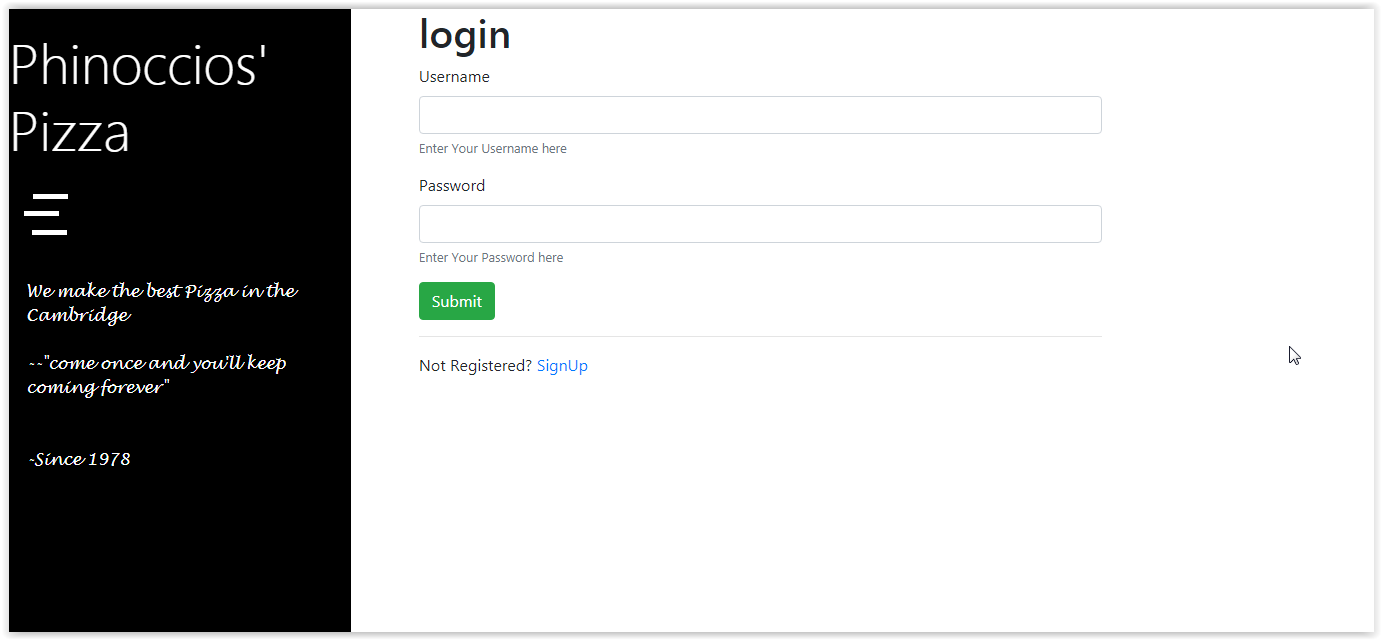 Phinoccios'
Pizza
We make the best Pizza in the
Cambridge
~~"come once and you'll keep
coming forever"
~Since 1978
login
Username
Enter Your Username here
Password
Enter Your Password here
Submit
Not Registered? SignUp